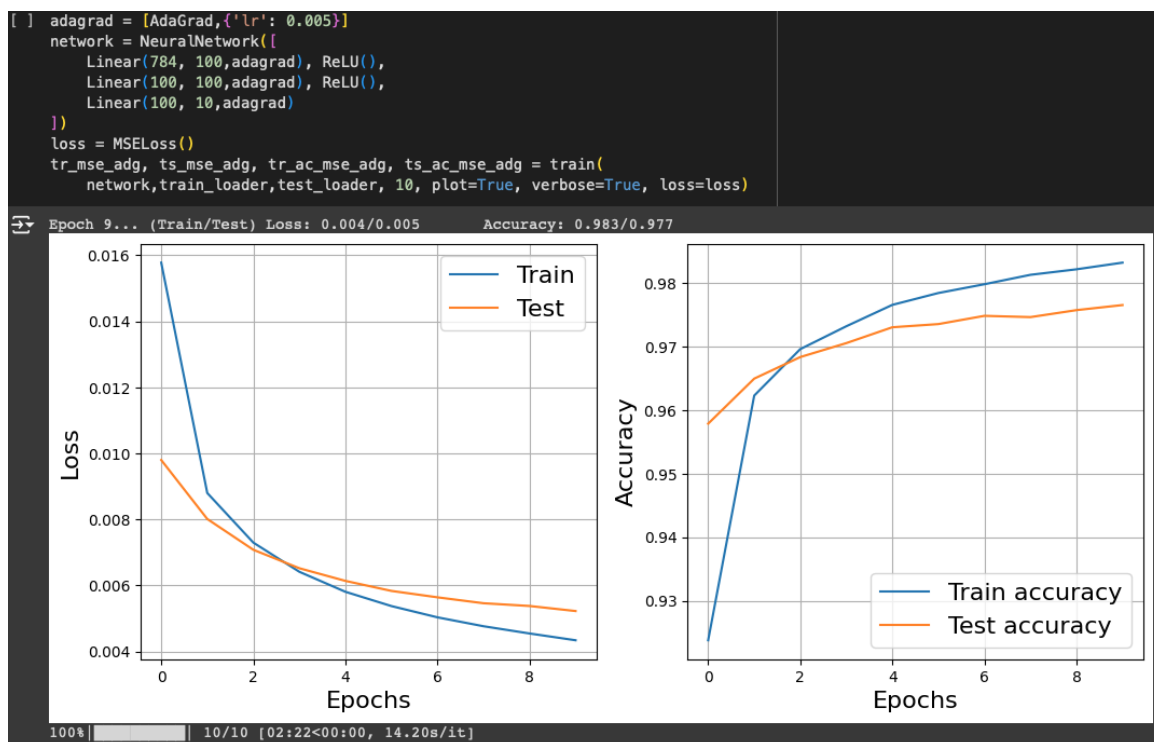 [ ] adagrad = [AdaGrad,{'lr': 0.005}]
network = NeuralNetwork([
    Linear(784, 100,adagrad), ReLU(),
    Linear(100, 100,adagrad), ReLU(),
    Linear(100, 10,adagrad)
])
loss = MSELoss()
tr_mse_adg, ts_mse_adg, tr_ac_mse_adg, ts_ac_mse_adg = train(
    network,train_loader,test_loader, 10, plot=True, verbose=True, loss=loss)
Epoch 9... (Train/Test) Loss: 0.004/0.005 Accuracy: 0.983/0.977
Train
Test
0.016
0.014
0.012
0.010
0.008
0.006
0.004
Loss
0 2 4 6 8
Epochs
0.98
0.97
0.96
0.95
0.94
0.93
Accuracy
Train accuracy
Test accuracy
0 2 4 6 8
Epochs
100%| | 10/10 [02:22<00:00, 14.20s/it]